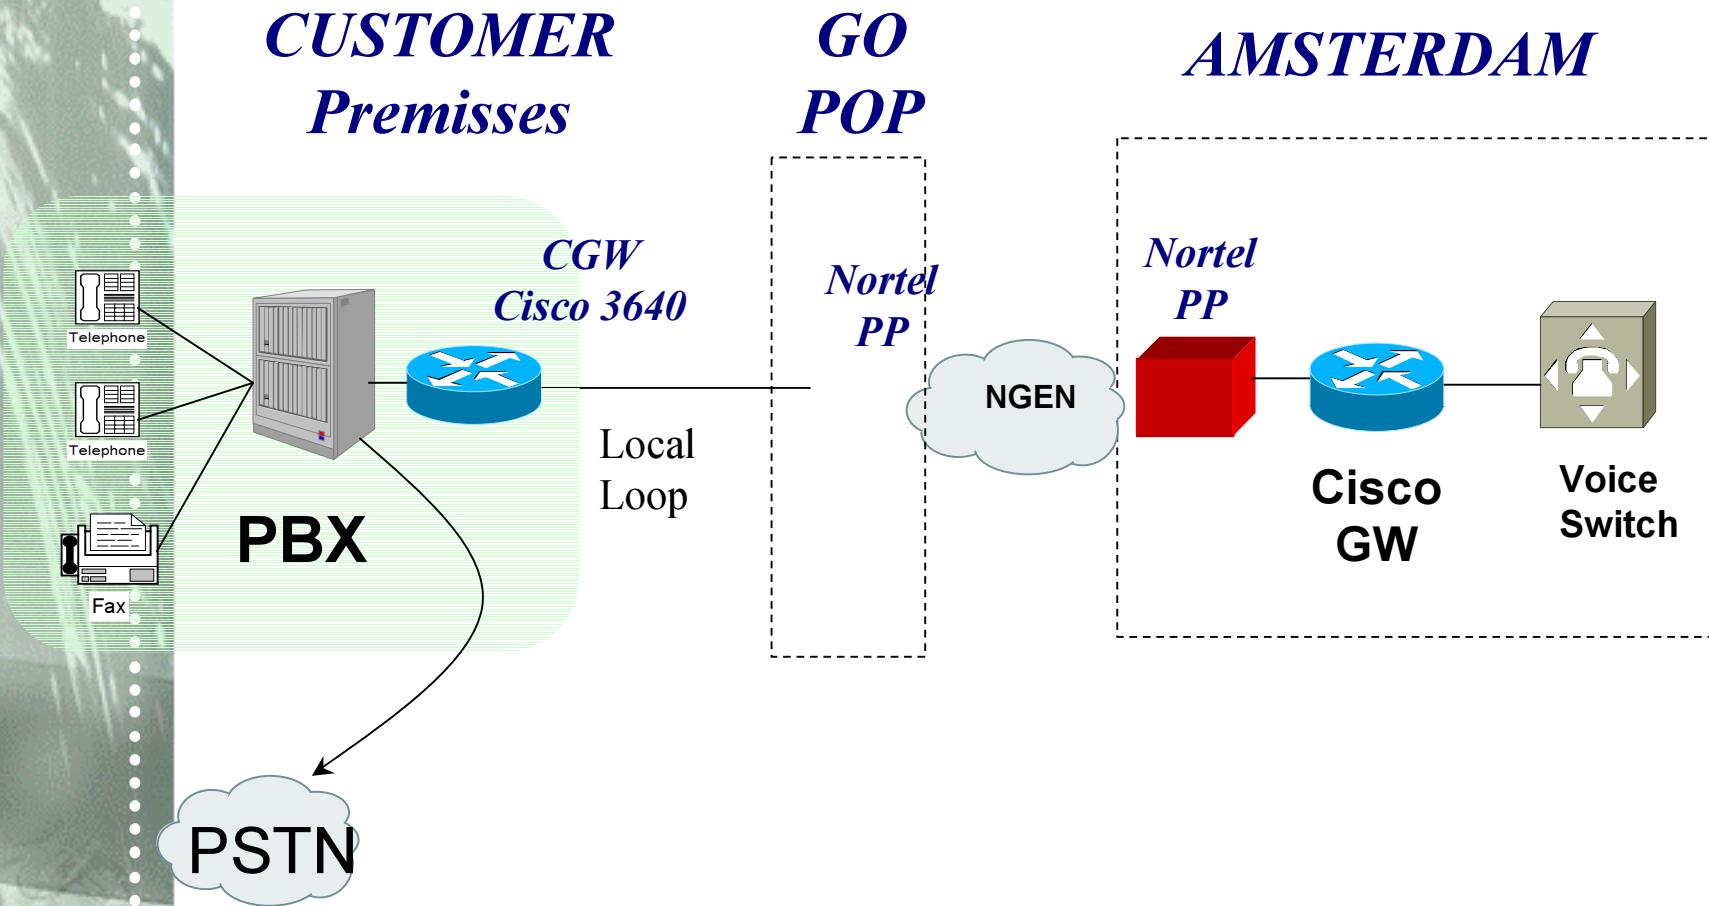 CUSTOMER
Premisses
GO
POP
AMSTERDAM
CGW
Cisco 3640
Nortel
PP
Nortel
PP
Telephone
Telephone
Fax
PBX
Local
Loop
NGEN
Cisco
GW
Voice
Switch
PSTN